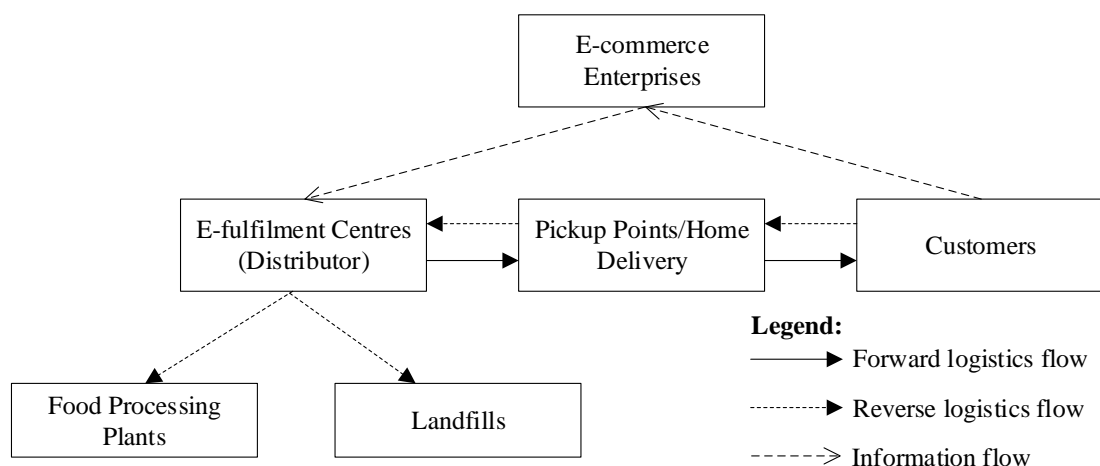 E-commerce
Enterprises
E-fulfilment Centres
(Distributor)
Pickup Points/Home
Delivery
Customers
Legend:
Forward logistics flow
Food Processing
Plants
Landfills
Reverse logistics flow
Information flow